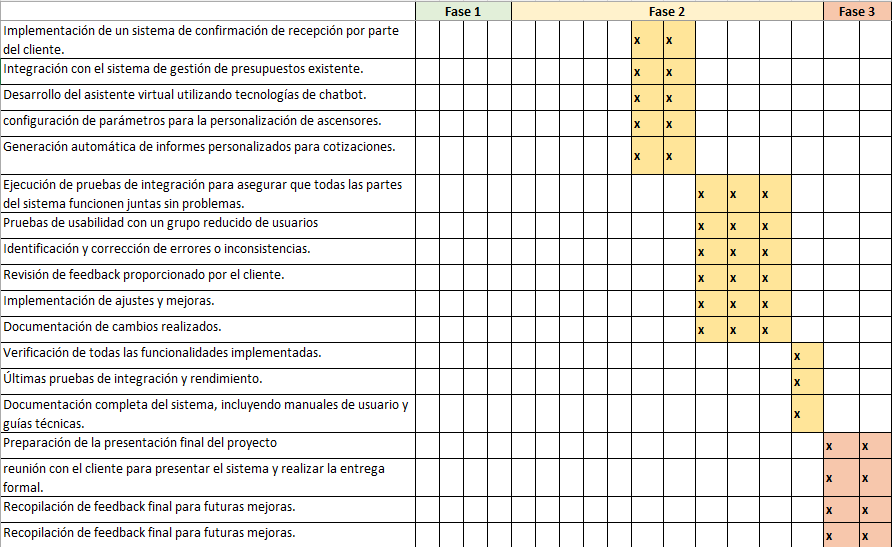 Fase 1 Fase 2 Fase 3
Implementación de un sistema de confirmación de recepción por parte
del cliente. x x
Integración con el sistema de gestión de presupuestos existente. x x
Desarrollo del asistente virtual utilizando tecnologías de chatbot. x x
configuración de parámetros para la personalización de ascensores. x x
Generación automática de informes personalizados para cotizaciones. x x
Ejecución de pruebas de integración para asegurar que todas las partes
del sistema funcionen juntas sin problemas. x x x
Pruebas de usabilidad con un grupo reducido de usuarios x x x
Identificación y corrección de errores o inconsistencias. x x x
Revisión de feedback proporcionado por el cliente. x x x
Implementación de ajustes y mejoras. x x x
Documentación de cambios realizados. x x x
Verificación de todas las funcionalidades implementadas. x
Últimas pruebas de integración y rendimiento. x
Documentación completa del sistema, incluyendo manuales de usuario y
guías técnicas. x
Preparación de la presentación final del proyecto x x
reunión con el cliente para presentar el sistema y realizar la entrega
formal. x x
Recopilación de feedback final para futuras mejoras. x x
Recopilación de feedback final para futuras mejoras. x x